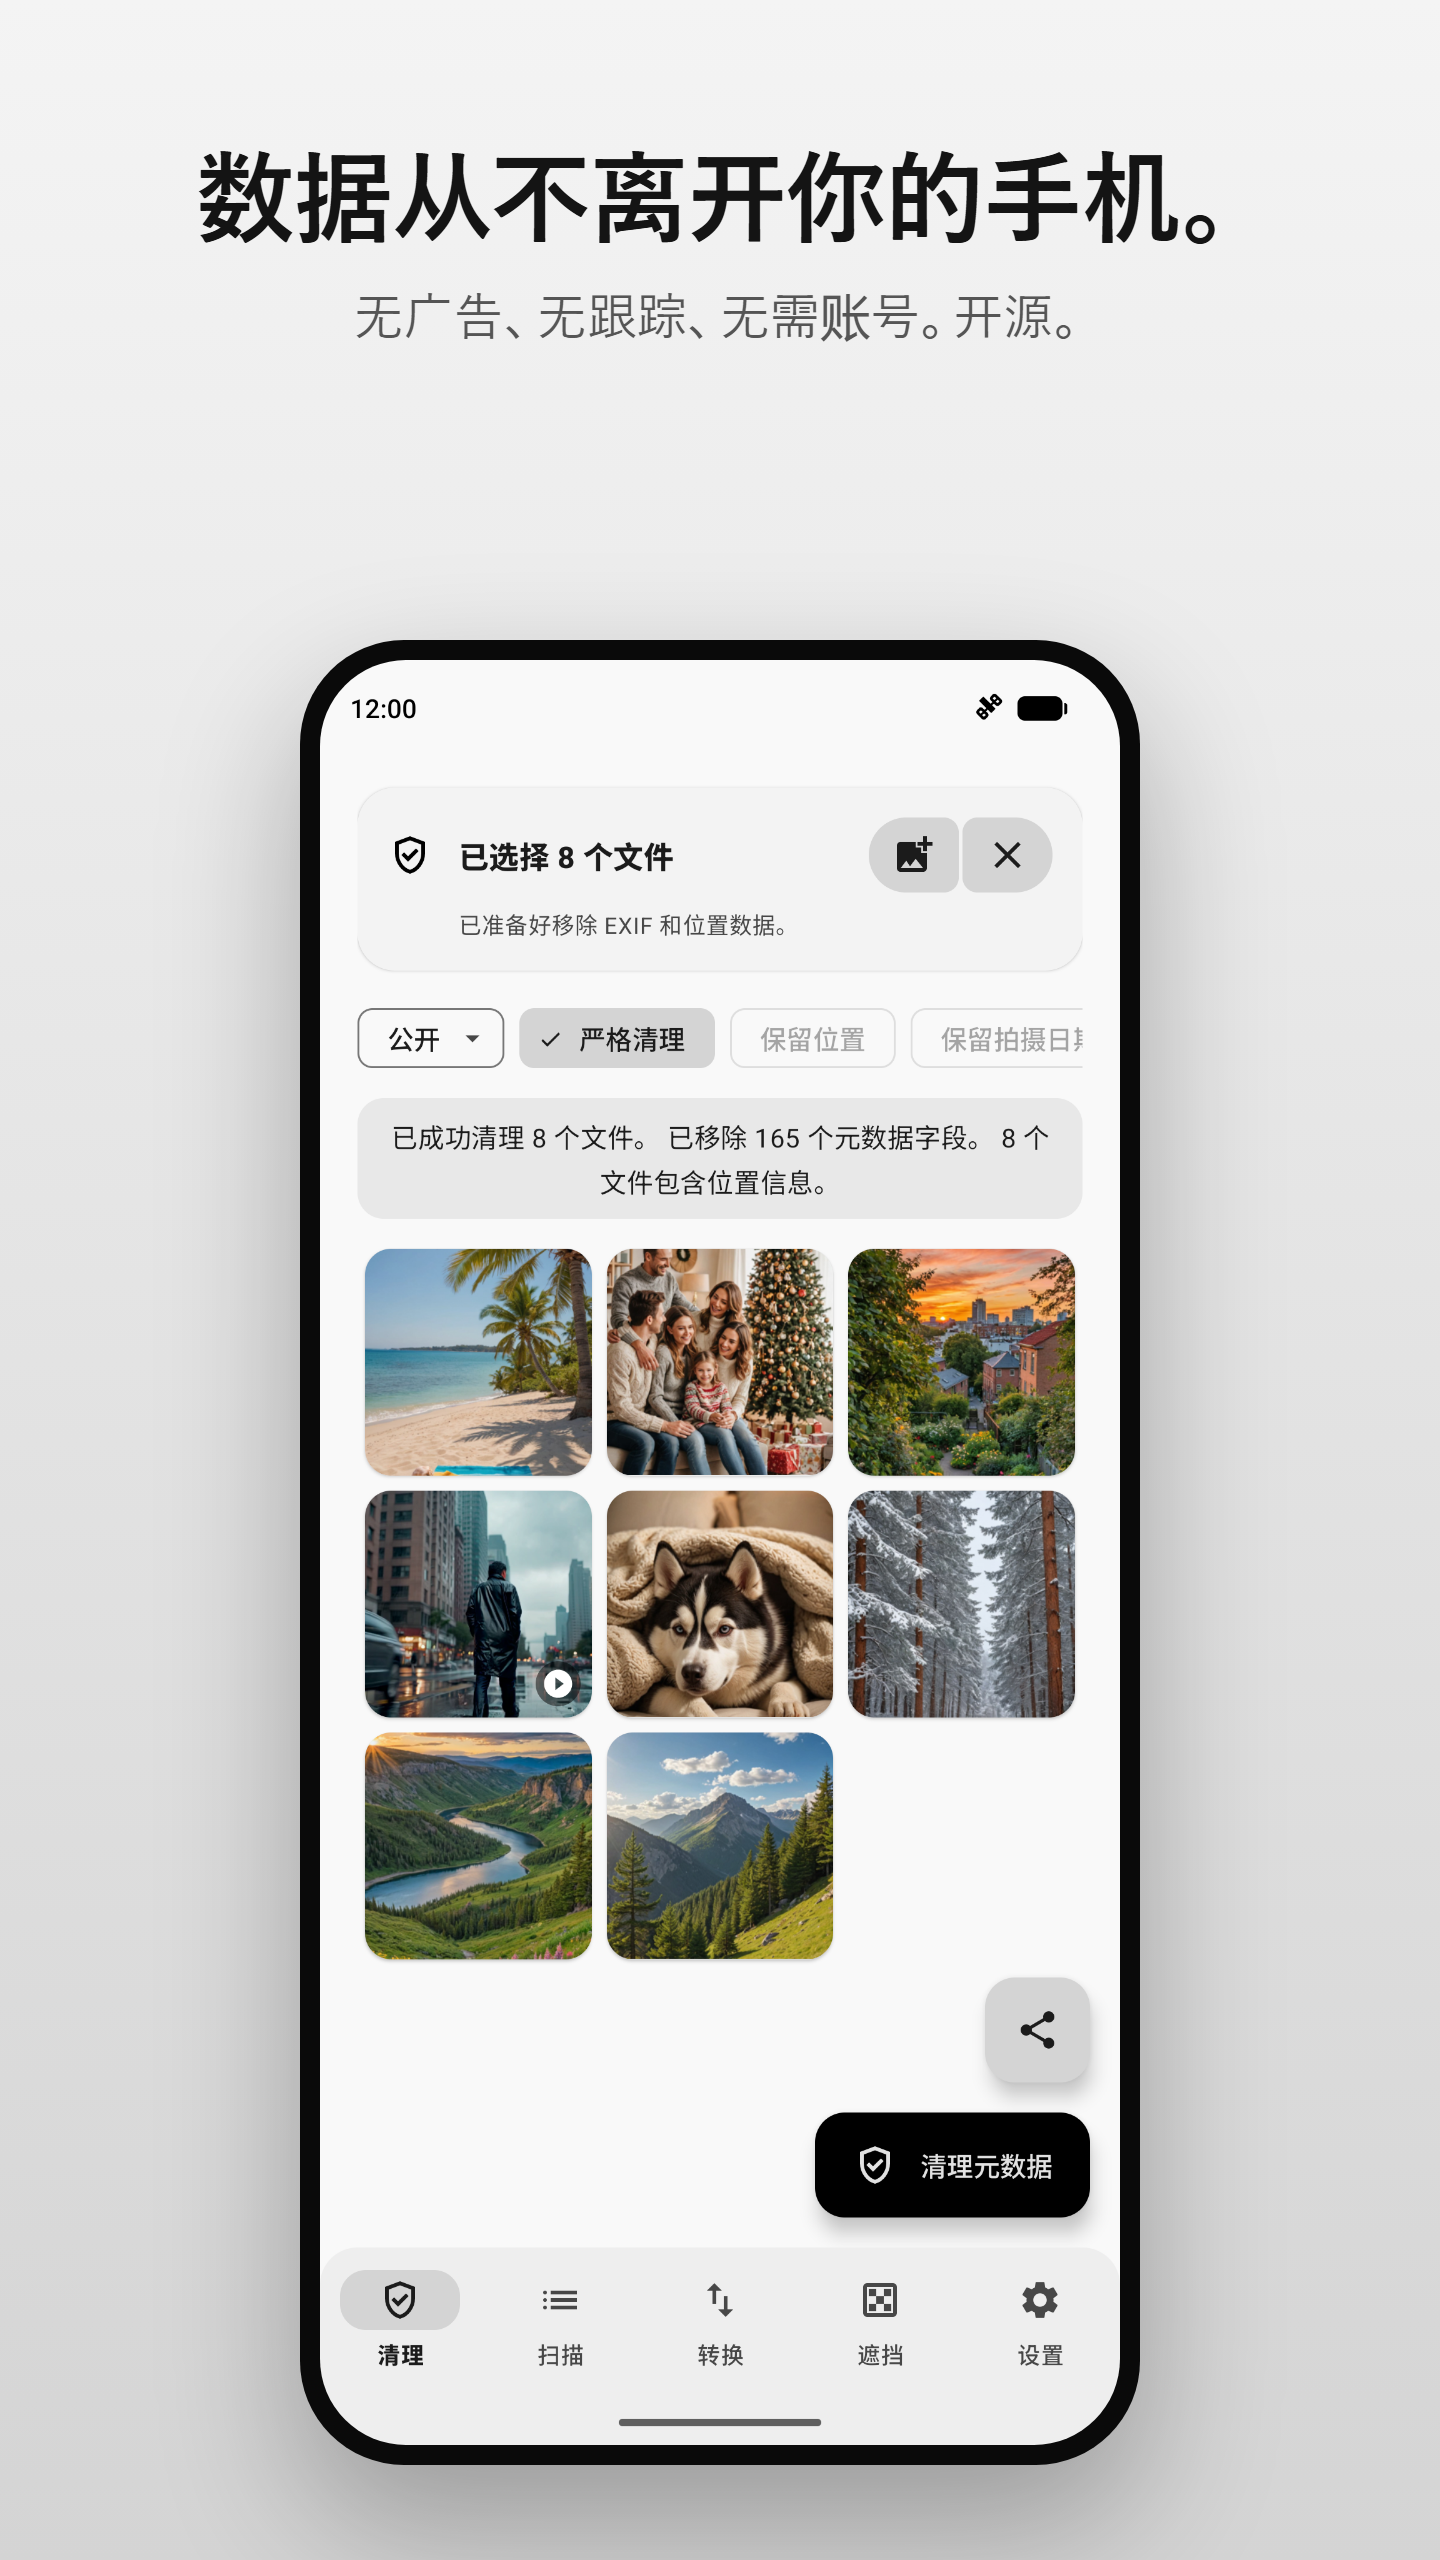 数据从不离开你的手机。
无广告、无跟踪、无需账号。开源。
12:00
已选择 8 个文件
已准备好移除 EXIF 和位置数据。
公开
严格清理
保留位置
保留拍摄日期
已成功清理 8 个文件。 已移除 165 个元数据字段。 8 个
文件包含位置信息。
清理元数据
清理
扫描
转换
遮挡
设置